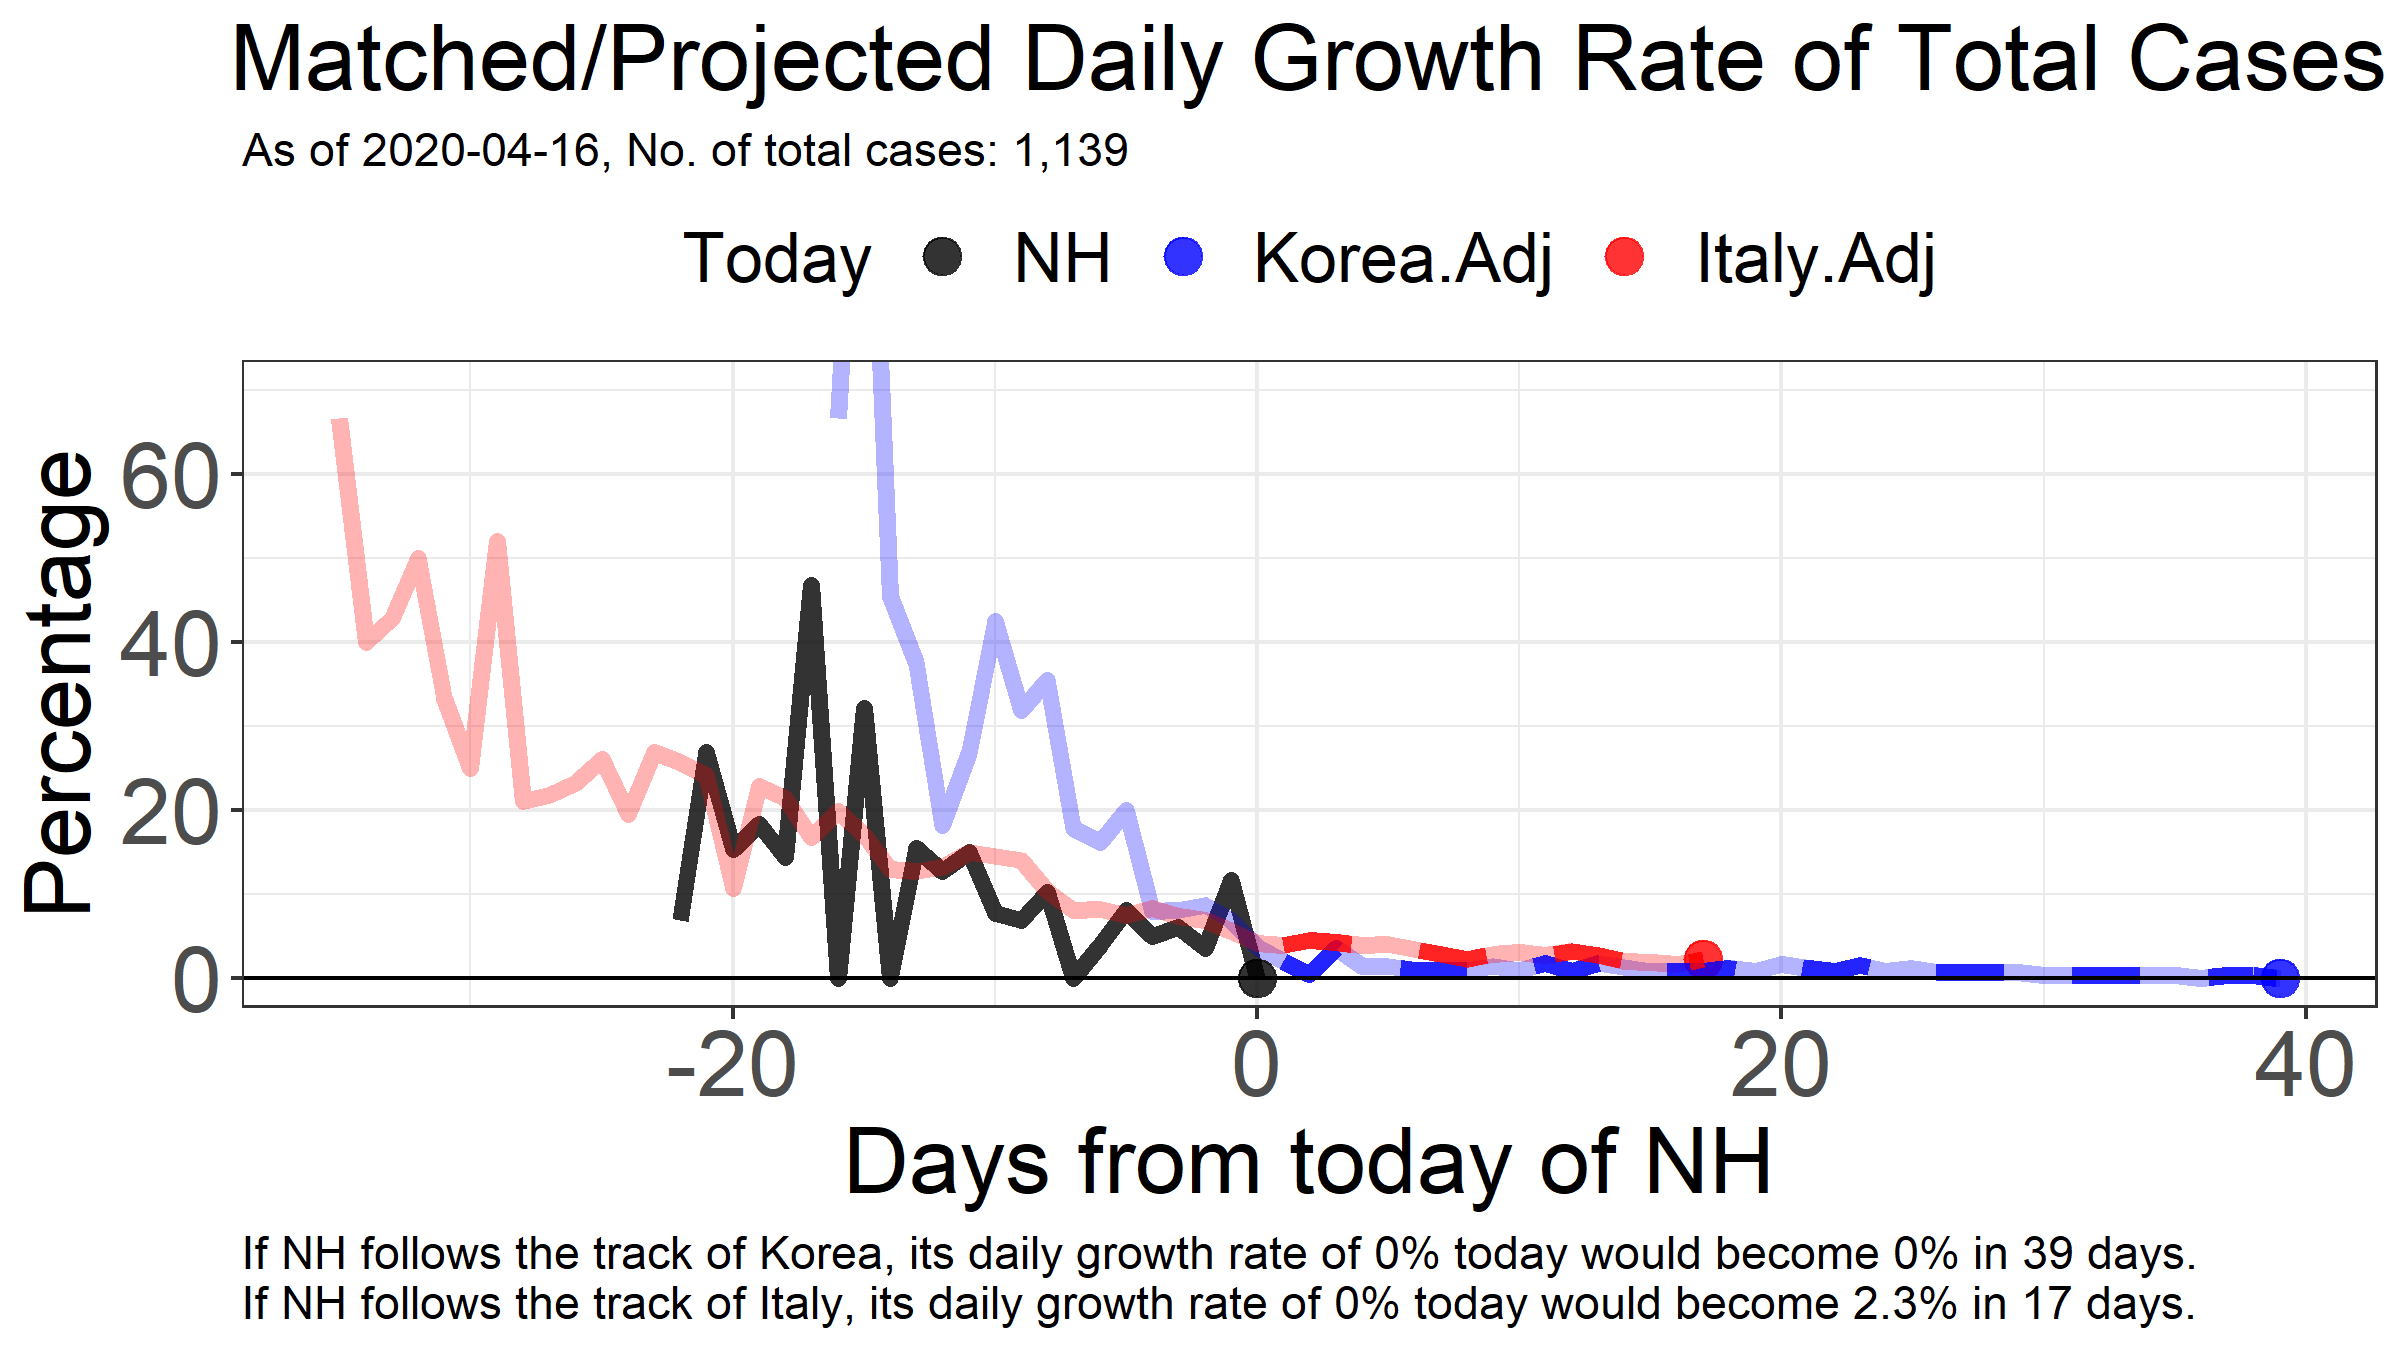 Matched/Projected Daily Growth Rate of Total Cases
As of 2020-04-16, No. of total cases: 1,139
Today NH Korea.Adj Italy.Adj
Percentage
60
40
20
0
-20 0 20 40
Days from today of NH
If NH follows the track of Korea, its daily growth rate of 0% today would become 0% in 39 days.
If NH follows the track of Italy, its daily growth rate of 0% today would become 2.3% in 17 days.